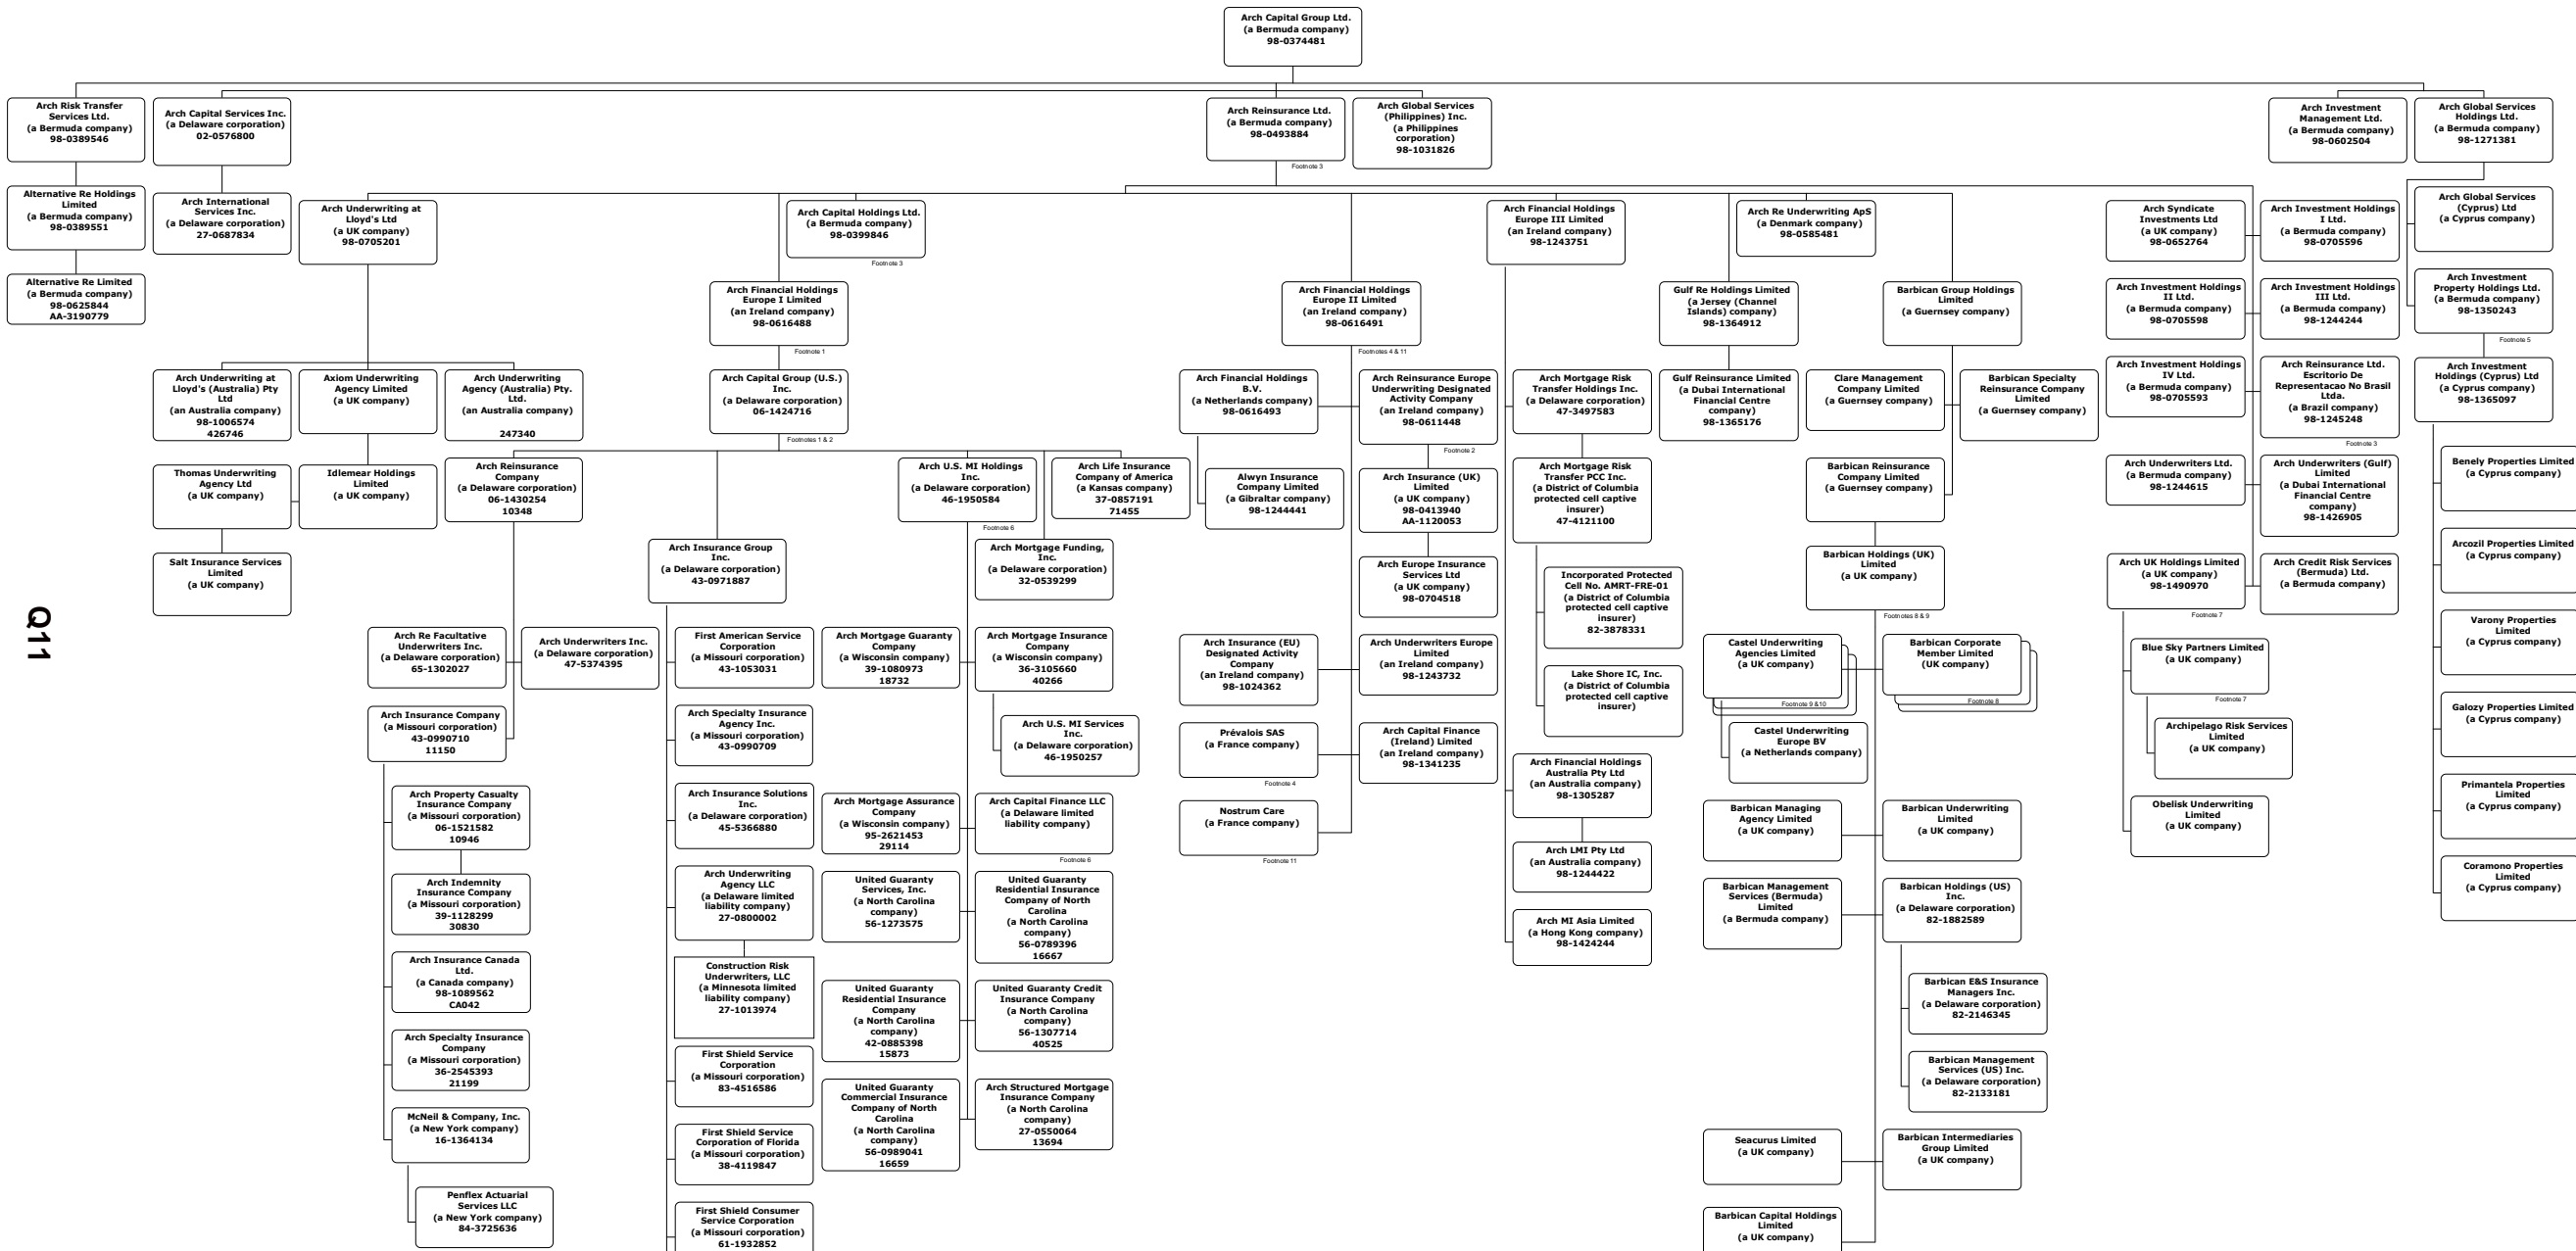 Arch Capital Group Ltd.
(a Bermuda company)
98-0374481
Arch Risk Transfer
Services Ltd.
(a Bermuda company)
98-0389546
Arch Capital Services Inc.
(a Delaware corporation)
02-0576800
Arch Reinsurance Ltd.
(a Bermuda company)
98-0493884
Footnote 3
Arch Global Services
(Philippines) Inc.
(a Philippines
corporation)
98-1031826
Arch Investment
Management Ltd.
(a Bermuda company)
98-0602504
Arch Global Services
Holdings Ltd.
(a Bermuda company)
98-1271381
Alternative Re Holdings
Limited
(a Bermuda company)
98-0389551
Arch International
Services Inc.
(a Delaware corporation)
27-0687834
Arch Underwriting at
Lloyd's Ltd
(a UK company)
98-0705201
Arch Capital Holdings Ltd.
(a Bermuda company)
98-0399846
Footnote 3
Arch Financial Holdings
Europe III Limited
(an Ireland company)
98-1243751
Arch Re Underwriting ApS
(a Denmark company)
98-0585481
Arch Syndicate
Investments Ltd
(a UK company)
98-0652764
Arch Investment Holdings
I Ltd.
(a Bermuda company)
98-0705596
Arch Global Services
(Cyprus) Ltd
(a Cyprus company)
Alternative Re Limited
(a Bermuda company)
98-0625844
AA-3190779
Arch Financial Holdings
Europe I Limited
(an Ireland company)
98-0616488
Footnote 1
Arch Financial Holdings
Europe II Limited
(an Ireland company)
98-0616491
Footnotes 4 & 11
Gulf Re Holdings Limited
(a Jersey (Channel
Islands) company)
98-1364912
Barbican Group Holdings
Limited
(a Guernsey company)
Arch Investment Holdings
II Ltd.
(a Bermuda company)
98-0705598
Arch Investment Holdings
III Ltd.
(a Bermuda company)
98-1244244
Arch Investment
Property Holdings Ltd.
(a Bermuda company)
98-1350243
Footnote 5
Arch Underwriting at
Lloyd's (Australia) Pty
Ltd
(an Australia company)
98-1006574
426746
Axiom Underwriting
Agency Limited
(a UK company)
Arch Underwriting
Agency (Australia) Pty.
Ltd.
(an Australia company)
247340
Arch Capital Group (U.S.)
Inc.
(a Delaware corporation)
06-1424716
Footnotes 1 & 2
Arch Financial Holdings
B.V.
(a Netherlands company)
98-0616493
Arch Reinsurance Europe
Underwriting Designated
Activity Company
(an Ireland company)
98-0611448
Footnote 2
Arch Mortgage Risk
Transfer Holdings Inc.
(a Delaware corporation)
47-3497583
Gulf Reinsurance Limited
(a Dubai International
Financial Centre
company)
98-1365176
Clare Management
Company Limited
(a Guernsey company)
Barbican Specialty
Reinsurance Company
Limited
(a Guernsey company)
Arch Investment Holdings
IV Ltd.
(a Bermuda company)
98-0705593
Arch Reinsurance Ltd.
Escritorio De
Representacao No Brasil
Ltda.
(a Brazil company)
98-1245248
Footnote 3
Arch Investment
Holdings (Cyprus) Ltd
(a Cyprus company)
98-1365097
Thomas Underwriting
Agency Ltd
(a UK company)
Idlemear Holdings
Limited
(a UK company)
Arch Reinsurance
Company
(a Delaware corporation)
06-1430254
10348
Arch U.S. MI Holdings
Inc.
(a Delaware corporation)
46-1950584
Footnote 6
Arch Life Insurance
Company of America
(a Kansas company)
37-0857191
71455
Alwyn Insurance
Company Limited
(a Gibraltar company)
98-1244441
Arch Insurance (UK)
Limited
(a UK company)
98-0413940
AA-1120053
Arch Mortgage Risk
Transfer PCC Inc.
(a District of Columbia
protected cell captive
insurer)
47-4121100
Barbican Reinsurance
Company Limited
(a Guernsey company)
Arch Underwriters Ltd.
(a Bermuda company)
98-1244615
Arch Underwriters (Gulf)
Limited
(a Dubai International
Financial Centre
company)
98-1426905
Benely Properties Limited
(a Cyprus company)
Salt Insurance Services
Limited
(a UK company)
Arch Insurance Group
Inc.
(a Delaware corporation)
43-0971887
Arch Mortgage Funding,
Inc.
(a Delaware corporation)
32-0539299
Arch Europe Insurance
Services Ltd
(a UK company)
98-0704518
Incorporated Protected
Cell No. AMRT-FRE-01
(a District of Columbia
protected cell captive
insurer)
82-3878331
Barbican Holdings (UK)
Limited
(a UK company)
Footnotes 8 & 9
Arch UK Holdings Limited
(a UK company)
98-1490970
Footnote 7
Arch Credit Risk Services
(Bermuda) Ltd.
(a Bermuda company)
Arcozil Properties Limited
(a Cyprus company)
Q11
Arch Re Facultative
Underwriters Inc.
(a Delaware corporation)
65-1302027
Arch Underwriters Inc.
(a Delaware corporation)
47-5374395
First American Service
Corporation
(a Missouri corporation)
43-1053031
Arch Mortgage Guaranty
Company
(a Wisconsin company)
39-1080973
18732
Arch Mortgage Insurance
Company
(a Wisconsin company)
36-3105660
40266
Arch Insurance (EU)
Designated Activity
Company
(an Ireland company)
98-1024362
Arch Underwriters Europe
Limited
(an Ireland company)
98-1243732
Lake Shore IC, Inc.
(a District of Columbia
protected cell captive
insurer)
Castel Underwriting
Agencies Limited
(a UK company)
Footnote 9 &10
Barbican Corporate
Member Limited
(UK company)
Footnote 8
Blue Sky Partners Limited
(a UK company)
Footnote 7
Varony Properties
Limited
(a Cyprus company)
Arch Insurance Company
(a Missouri corporation)
43-0990710
11150
Arch Specialty Insurance
Agency Inc.
(a Missouri corporation)
43-0990709
Arch U.S. MI Services
Inc.
(a Delaware corporation)
46-1950257
Prévalois SAS
(a France company)
Footnote 4
Arch Capital Finance
(Ireland) Limited
(an Ireland company)
98-1341235
Castel Underwriting
Europe BV
(a Netherlands company)
Archipelago Risk Services
Limited
(a UK company)
Galozy Properties Limited
(a Cyprus company)
Arch Property Casualty
Insurance Company
(a Missouri corporation)
06-1521582
10946
Arch Insurance Solutions
Inc.
(a Delaware corporation)
45-5366880
Arch Mortgage Assurance
Company
(a Wisconsin company)
95-2621453
29114
Arch Capital Finance LLC
(a Delaware limited
liability company)
Footnote 6
Nostrum Care
(a France company)
Footnote 11
Arch Financial Holdings
Australia Pty Ltd
(an Australia company)
98-1305287
Barbican Managing
Agency Limited
(a UK company)
Barbican Underwriting
Limited
(a UK company)
Obelisk Underwriting
Limited
(a UK company)
Primantela Properties
Limited
(a Cyprus company)
Arch Indemnity
Insurance Company
(a Missouri corporation)
39-1128299
30830
Arch Underwriting
Agency LLC
(a Delaware limited
liability company)
27-0800002
United Guaranty
Services, Inc.
(a North Carolina
company)
56-1273575
United Guaranty
Residential Insurance
Company of North
Carolina
(a North Carolina
company)
56-0789396
16667
Arch LMI Pty Ltd
(an Australia company)
98-1244422
Barbican Management
Services (Bermuda)
Limited
(a Bermuda company)
Barbican Holdings (US)
Inc.
(a Delaware corporation)
82-1882589
Coramono Properties
Limited
(a Cyprus company)
Arch Insurance Canada
Ltd.
(a Canada company)
98-1089562
CA042
Construction Risk
Underwriters, LLC
(a Minnesota limited
liability company)
27-1013974
United Guaranty
Residential Insurance
Company
(a North Carolina
company)
42-0885398
15873
United Guaranty Credit
Insurance Company
(a North Carolina
company)
56-1307714
40525
Arch MI Asia Limited
(a Hong Kong company)
98-1424244
Barbican E&S Insurance
Managers Inc.
(a Delaware corporation)
82-2146345
Arch Specialty Insurance
Company
(a Missouri corporation)
36-2545393
21199
First Shield Service
Corporation
(a Missouri corporation)
83-4516586
United Guaranty
Commercial Insurance
Company of North
Carolina
(a North Carolina
company)
56-0989041
16659
Arch Structured Mortgage
Insurance Company
(a North Carolina
company)
27-0550064
13694
Barbican Management
Services (US) Inc.
(a Delaware corporation)
82-2133181
McNeil & Company, Inc.
(a New York company)
16-1364134
First Shield Service
Corporation of Florida
(a Missouri corporation)
38-4119847
Seacurus Limited
(a UK company)
Barbican Intermediaries
Group Limited
(a UK company)
Penflex Actuarial
Services LLC
(a New York company)
84-3725636
First Shield Consumer
Service Corporation
(a Missouri corporation)
61-1932852
Barbican Capital Holdings
Limited
(a UK company)